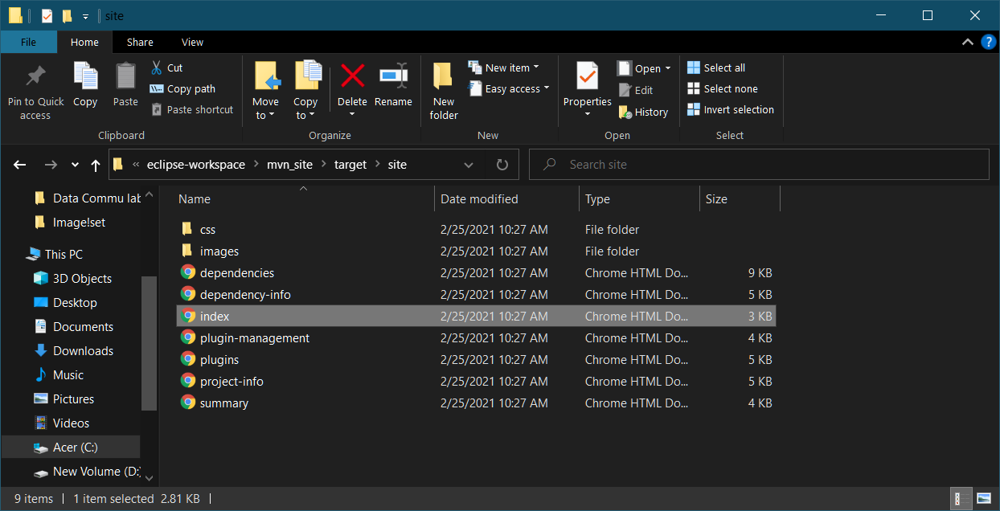 site
File Home Share View
Pin to Quick access
Copy
Paste
Cut
Copy path
Paste shortcut
Clipboard
Move to
Copy to
Delete
Rename
Organize
New folder
New item
Easy access
New
Properties
Open
Edit
History
Open
Select all
Select none
Invert selection
Select
« eclipse-workspace > mvn_site > target > site
Search site
Data Commu lab
Image!set
This PC
3D Objects
Desktop
Documents
Downloads
Music
Pictures
Videos
Acer (C:)
New Volume (D:)
Name Date modified Type Size
css 2/25/2021 10:27 AM File folder
images 2/25/2021 10:27 AM File folder
dependencies 2/25/2021 10:27 AM Chrome HTML Do... 9 KB
dependency-info 2/25/2021 10:27 AM Chrome HTML Do... 5 KB
index 2/25/2021 10:27 AM Chrome HTML Do... 3 KB
plugin-management 2/25/2021 10:27 AM Chrome HTML Do... 4 KB
plugins 2/25/2021 10:27 AM Chrome HTML Do... 5 KB
project-info 2/25/2021 10:27 AM Chrome HTML Do... 5 KB
summary 2/25/2021 10:27 AM Chrome HTML Do... 4 KB
9 items 1 item selected 2.81 KB